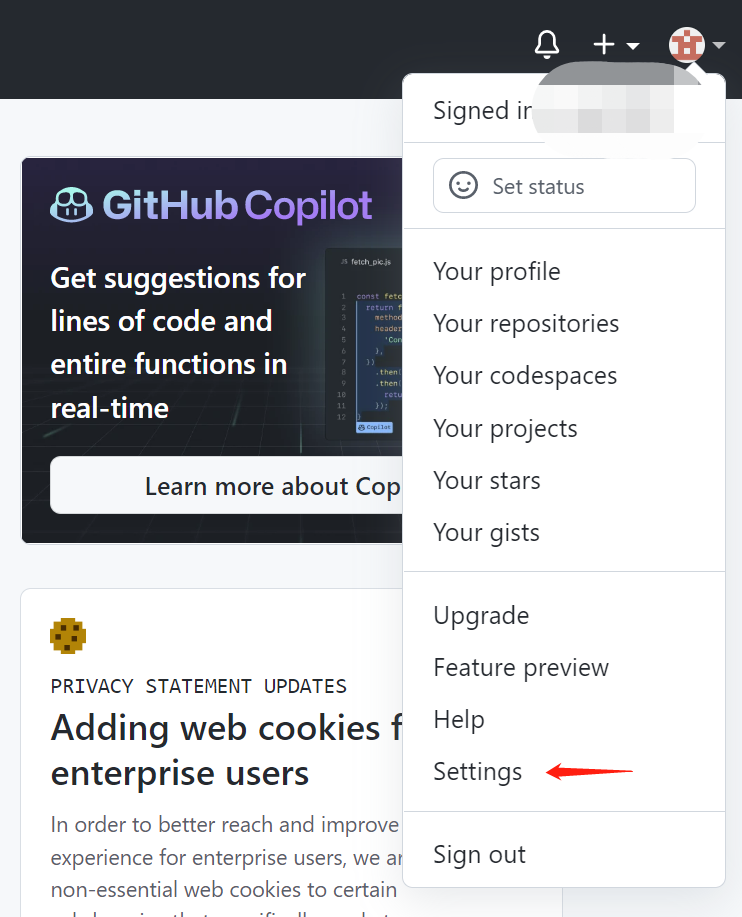 Signed in
Set status
Your profile
Your repositories
Your codespaces
Your projects
Your stars
Your gists
Upgrade
Feature preview
Help
Settings
Sign out
GitHub Copilot
Get suggestions for
lines of code and
entire functions in
real-time
JS fetch_pic.js
1 const fetc
2 return f
3 method
4 header
5 'Con
6 },
7 })
8 .then(
9 .then(
10 retu
11 });
12 }
Copilot
Learn more about Cop
PRIVACY STATEMENT UPDATES
Adding web cookies f
enterprise users
In order to better reach and improve
experience for enterprise users, we ar
non-essential web cookies to certain